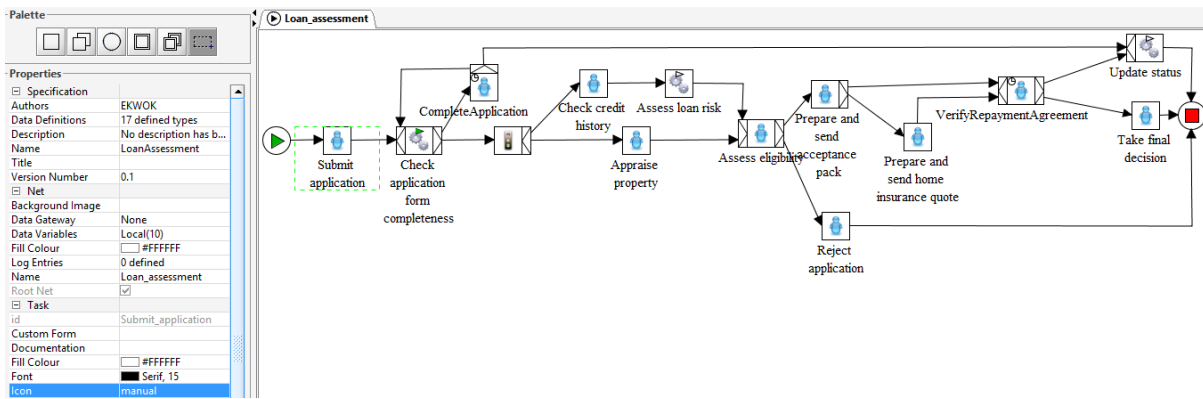 Palette
Properties
Specification
Authors EKWOK
Data Definitions 17 defined types
Description No description has b...
Name LoanAssessment
Title
Version Number 0.1
Net
Background Image
Data Gateway None
Data Variables Local(10)
Fill Colour #FFFFFF
Log Entries 0 defined
Name Loan_assessment
Root Net
Task
id Submit_application
Custom Form
Documentation
Fill Colour #FFFFFF
Font Serif, 15
Icon manual
Loan_assessment
Submit
application
Check
application
form
completeness
CompleteApplication
Check credit
history
Assess loan risk
Appraise
property
Assess eligibility
Prepare and
send
acceptance
pack
Prepare and
send home
insurance quote
Reject
application
VerifyRepaymentAgreement
Update status
Take final
decision